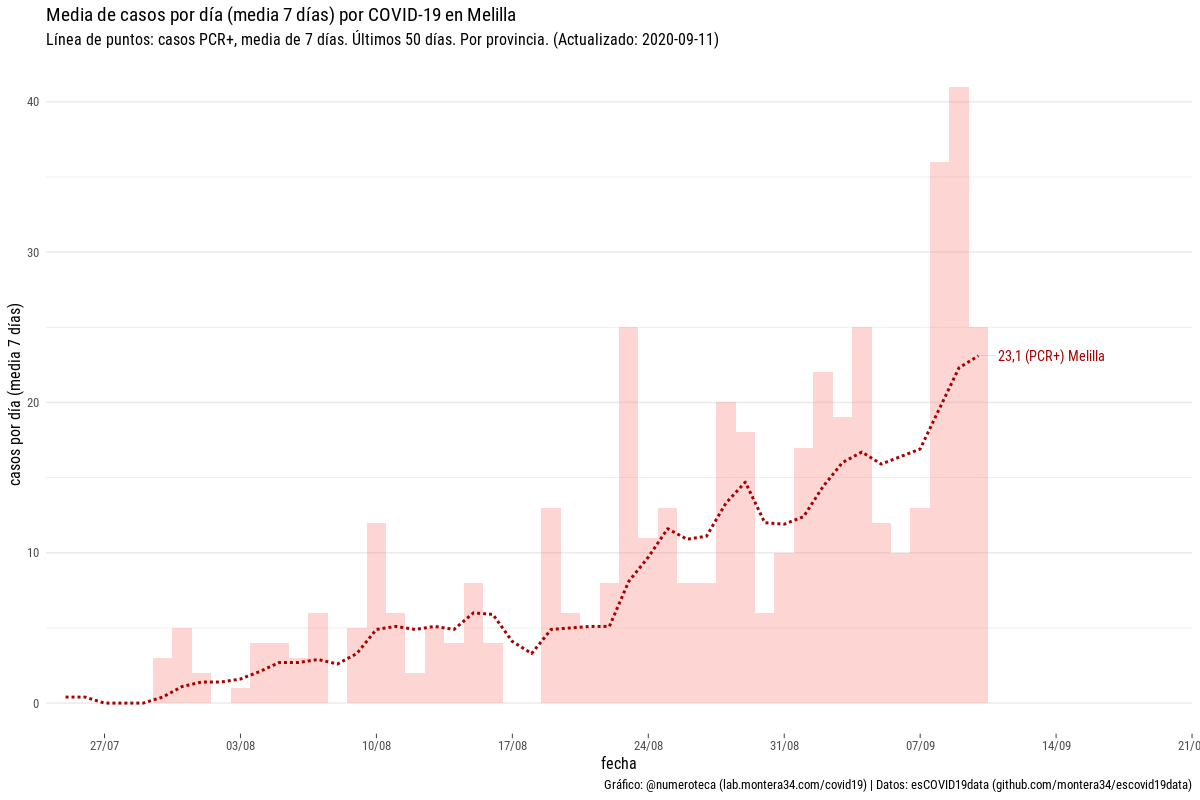 Media de casos por día (media 7 días) por COVID-19 en Melilla
Línea de puntos: casos PCR+, media de 7 días. Últimos 50 días. Por provincia. (Actualizado: 2020-09-11)
casos por día (media 7 días)
40
30
20
10
0
23,1 (PCR+) Melilla
27/07 03/08 10/08 17/08 24/08 31/08 07/09 14/09 21/0
fecha
Gráfico: @numeroteca (lab.montera34.com/covid19) | Datos: esCOVID19data (github.com/montera34/escovid19data)